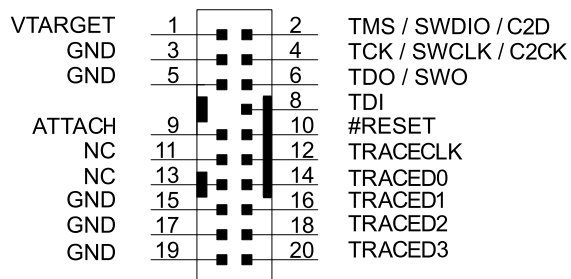 VTARGET 1 2 TMS / SWDIO / C2D
GND 3 4 TCK / SWCLK / C2CK
GND 5 6 TDO / SWO
8 TDI
ATTACH 9 10 #RESET
NC 11 12 TRACECLK
NC 13 14 TRACED0
GND 15 16 TRACED1
GND 17 18 TRACED2
GND 19 20 TRACED3